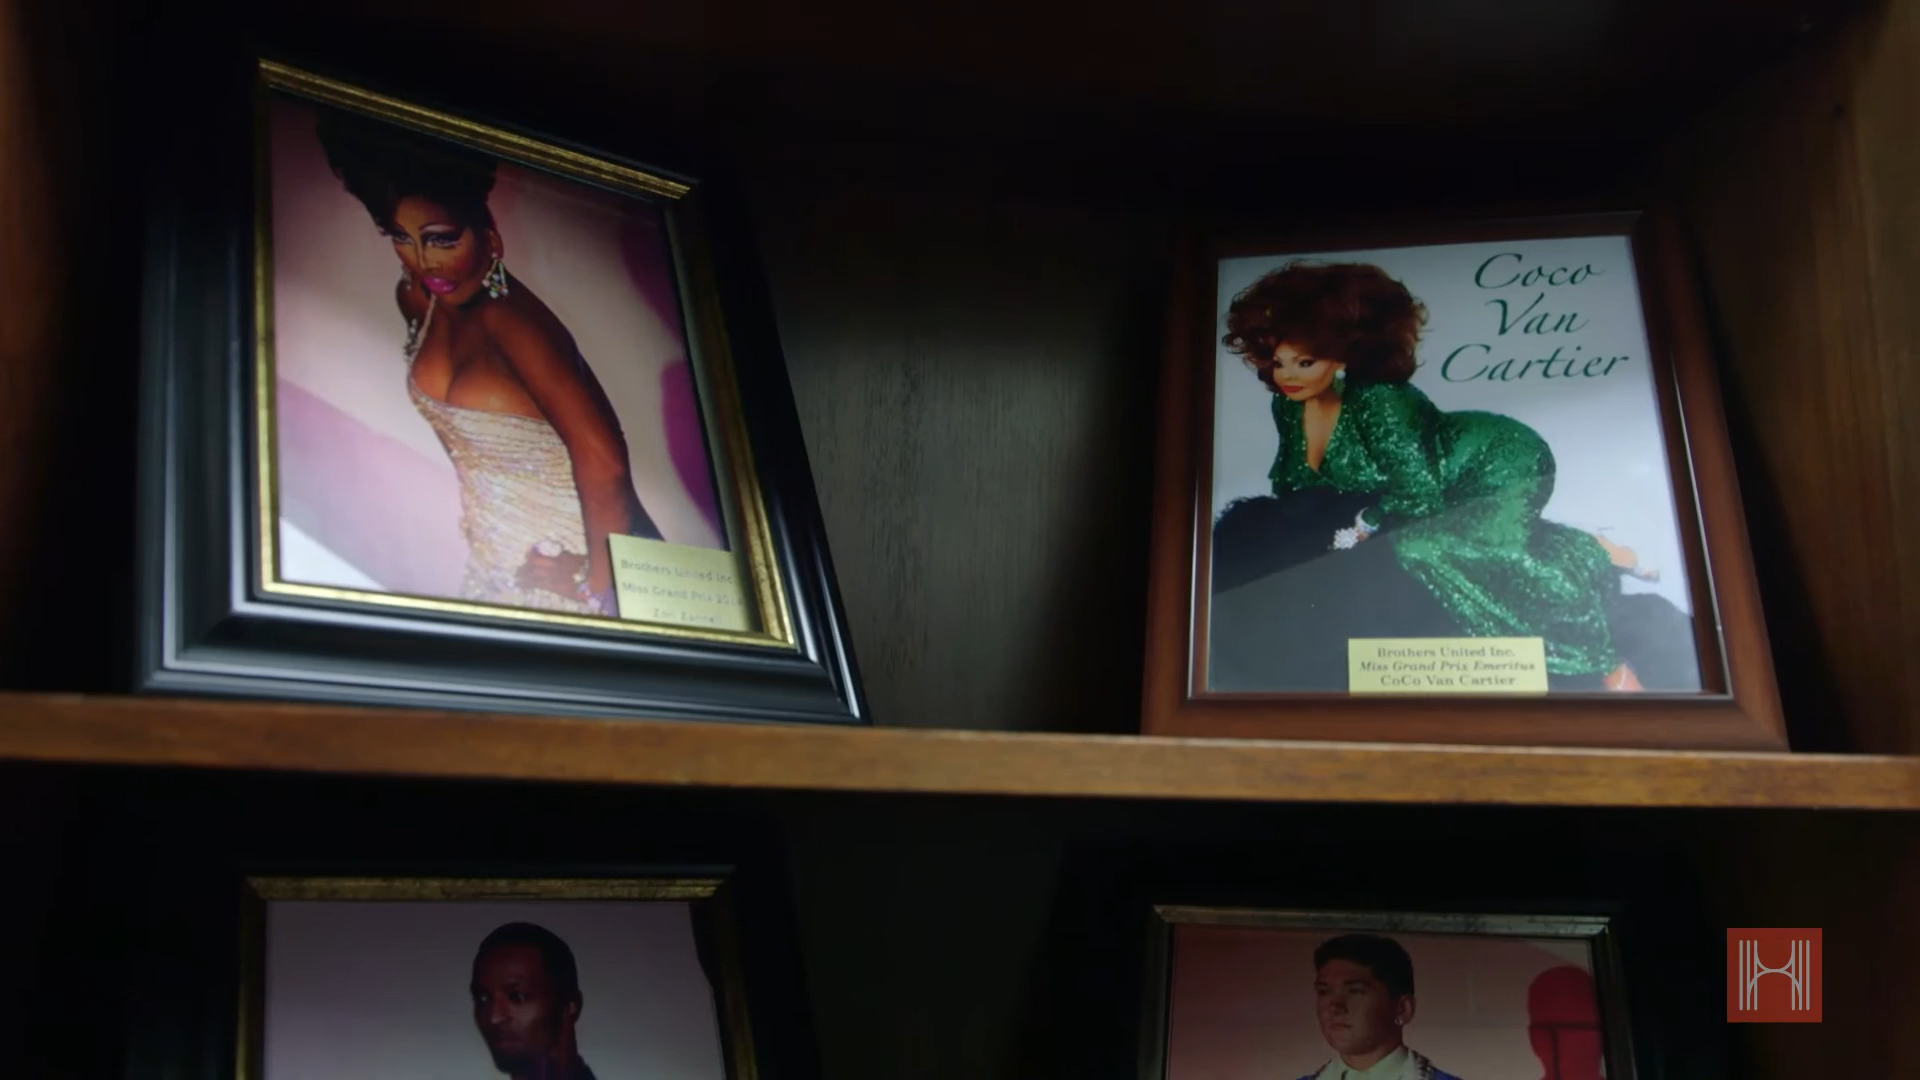 Coco
Van
Cartier
Brothers United Inc.
Miss Grand Prix
Brothers United Inc.
Miss Grand Prix Emeritus
CoCo Van Cartier